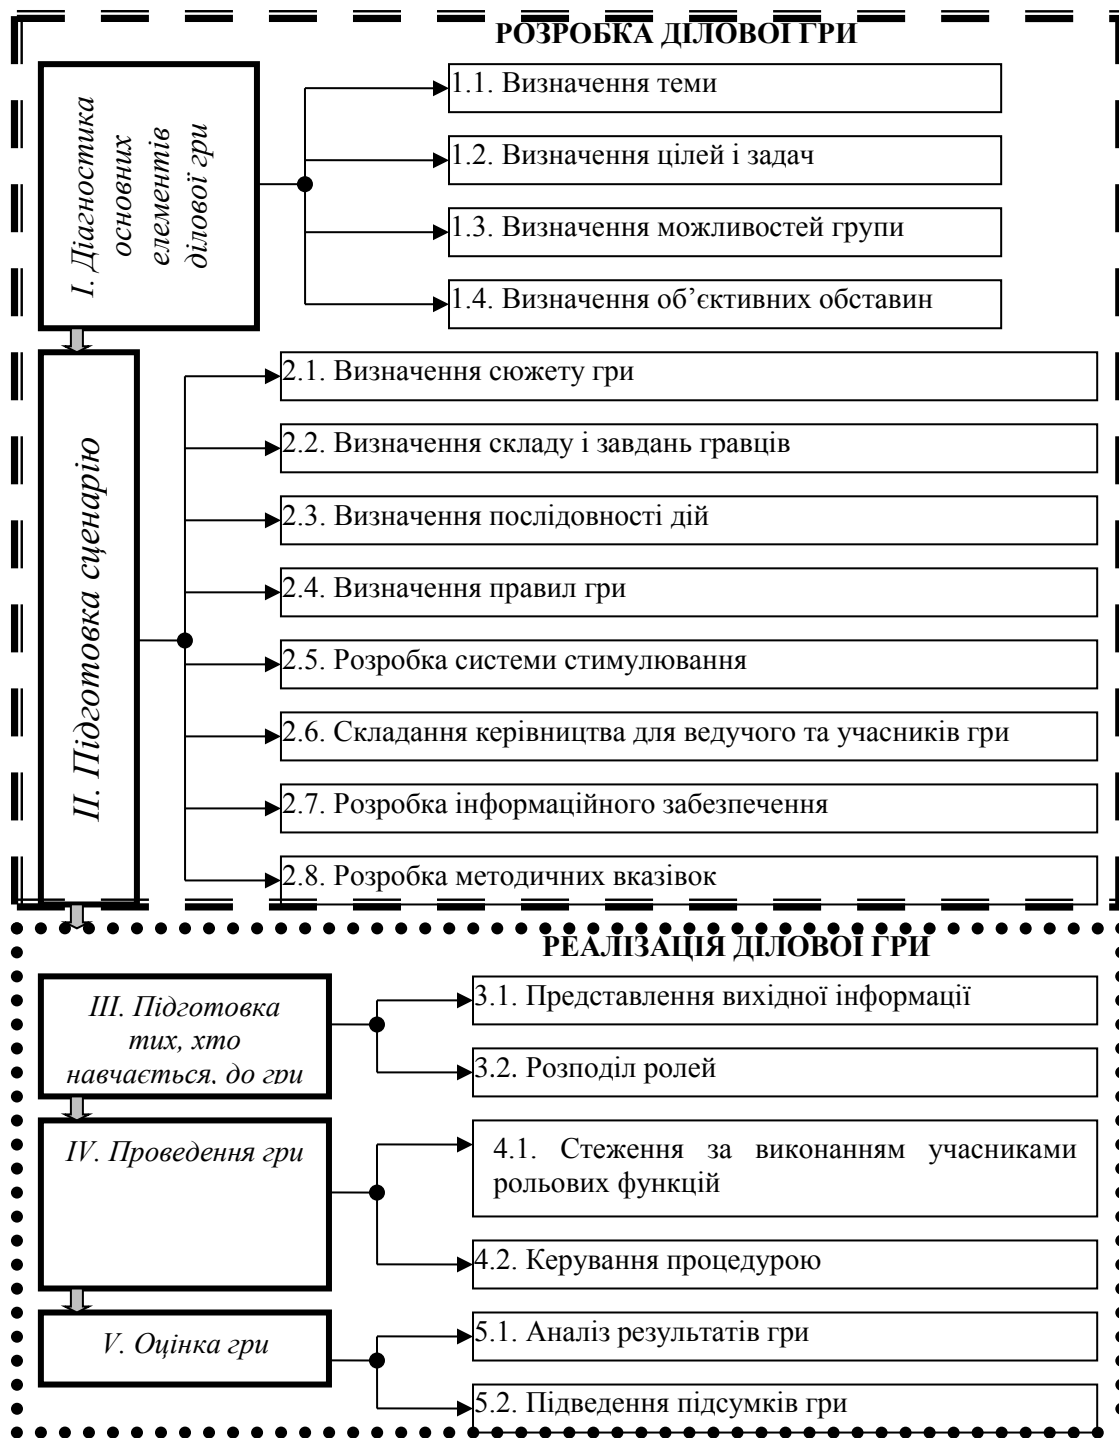 РОЗРОБКА ДІЛОВОЇ ГРИ
І. Діагностика
основних
елементів
ділової гри
1.1. Визначення теми
1.2. Визначення цілей і задач
1.3. Визначення можливостей групи
1.4. Визначення об’єктивних обставин
ІІ. Підготовка сценарію
2.1. Визначення сюжету гри
2.2. Визначення складу і завдань гравців
2.3. Визначення послідовності дій
2.4. Визначення правил гри
2.5. Розробка системи стимулювання
2.6. Складання керівництва для ведучого та учасників гри
2.7. Розробка інформаційного забезпечення
2.8. Розробка методичних вказівок
РЕАЛІЗАЦІЯ ДІЛОВОЇ ГРИ
ІІІ. Підготовка
тих, хто
навчається, до гри
3.1. Представлення вихідної інформації
3.2. Розподіл ролей
IV. Проведення гри
4.1. Стеження за виконанням учасниками
рольових функцій
4.2. Керування процедурою
V. Оцінка гри
5.1. Аналіз результатів гри
5.2. Підведення підсумків гри